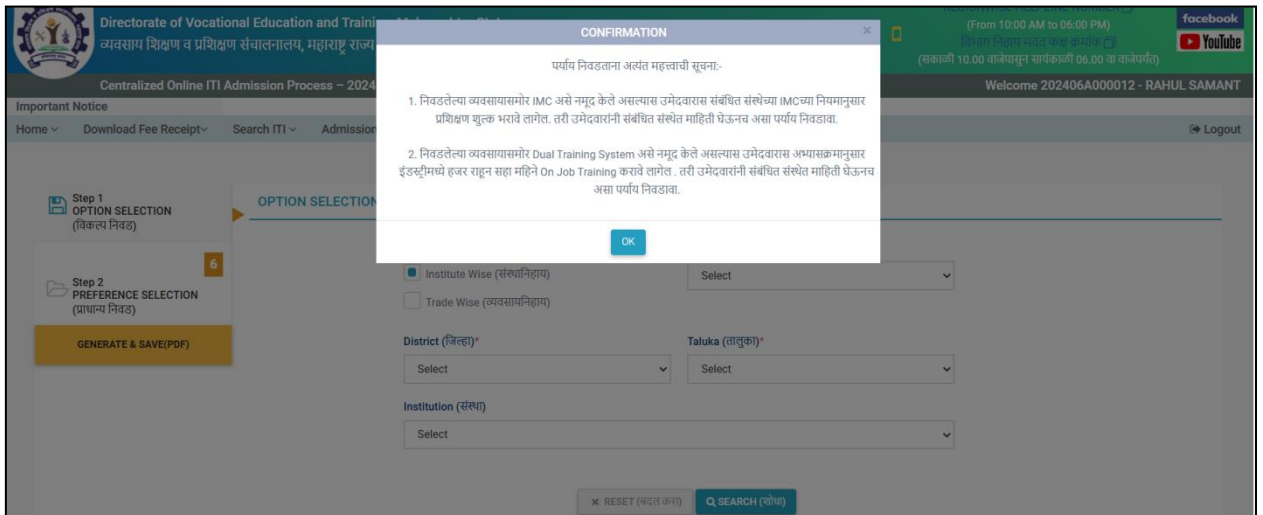 Directorate of Vocational Education and Traini
व्यवसाय शिक्षण व प्रशिक्षण संचालनालय, महाराष्ट्र राज्य
(From 10:00 AM to 06:00 PM)
विभाग निहाय मदत कक्ष क्रमांक
(सकाळी 10.00 वाजेपासुन सायंकाळी 06.00 वा वाजेपर्यंत)
facebook
YouTube
Centralized Online ITI Admission Process – 2024
Welcome 202406A000012 - RAHUL SAMANT
Important Notice
Home Download Fee Receipt Search ITI Admission
Logout
CONFIRMATION ×
पर्याय निवडताना अत्यंत महत्त्वाची सूचना:-
1. निवडलेल्या व्यवसायासमोर IMC असे नमूद केले असल्यास उमेदवारास संबंधित संस्थेच्या IMCच्या नियमानुसार
प्रशिक्षण शुल्क भरावे लागेल. तरी उमेदवारांनी संबंधित संस्थेत माहिती घेऊनच असा पर्याय निवडावा.
2. निवडलेल्या व्यवसायासमोर Dual Training System असे नमूद केले असल्यास उमेदवारास अभ्यासक्रमानुसार
इंडस्ट्रीमध्ये हजर राहून सहा महिने On Job Training करावे लागेल . तरी उमेदवारांनी संबंधित संस्थेत माहिती घेऊनच
असा पर्याय निवडावा.
OK
Step 1
OPTION SELECTION
(विकल्प निवड)
6
Step 2
PREFERENCE SELECTION
(प्राधान्य निवड)
GENERATE & SAVE(PDF)
OPTION SELECTION
Institute Wise (संस्थानिहाय)
Select
Trade Wise (व्यवसायनिहाय)
District (जिल्हा)*
Taluka (तालुका)*
Select
Select
Institution (संस्था)
Select
RESET (बदल करा)
SEARCH (शोधा)